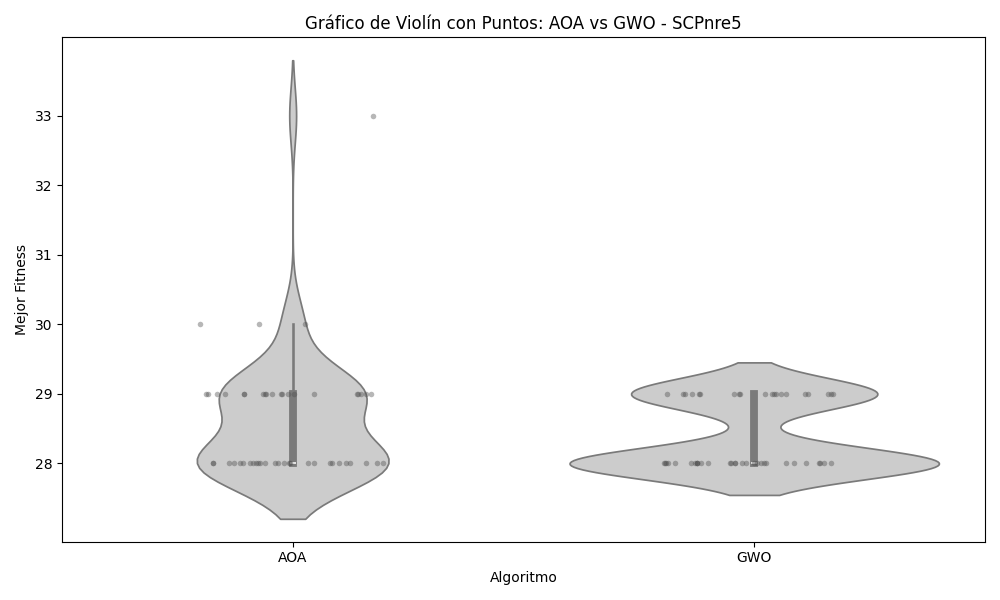 Gráfico de Violín con Puntos: AOA vs GWO - SCPnre5
Mejor Fitness
33
32
31
30
29
28
AOA
GWO
Algoritmo